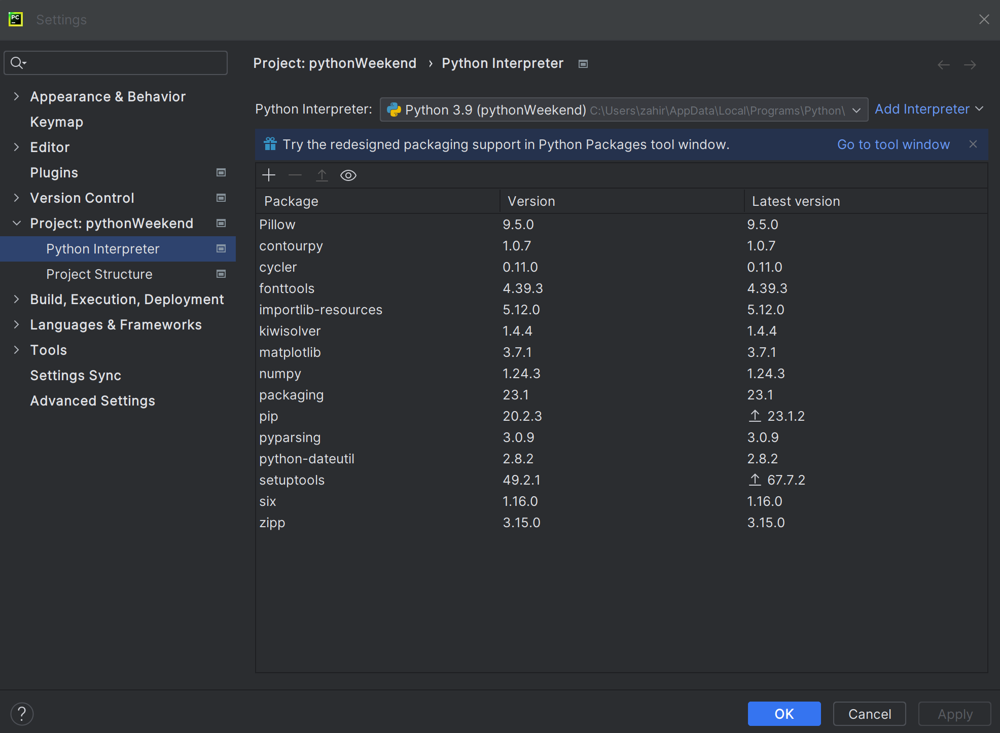 PC Settings
Project: pythonWeekend › Python Interpreter
Appearance & Behavior
Keymap
Editor
Plugins
Version Control
Project: pythonWeekend
Python Interpreter
Project Structure
Build, Execution, Deployment
Languages & Frameworks
Tools
Settings Sync
Advanced Settings
Python Interpreter: Python 3.9 (pythonWeekend) C:\Users\zahir\AppData\Local\Programs\Python\ Add Interpreter
Try the redesigned packaging support in Python Packages tool window. Go to tool window
Package Version Latest version
Pillow 9.5.0 9.5.0
contourpy 1.0.7 1.0.7
cycler 0.11.0 0.11.0
fonttools 4.39.3 4.39.3
importlib-resources 5.12.0 5.12.0
kiwisolver 1.4.4 1.4.4
matplotlib 3.7.1 3.7.1
numpy 1.24.3 1.24.3
packaging 23.1 23.1
pip 20.2.3 23.1.2
pyparsing 3.0.9 3.0.9
python-dateutil 2.8.2 2.8.2
setuptools 49.2.1 67.7.2
six 1.16.0 1.16.0
zipp 3.15.0 3.15.0
? OK Cancel Apply